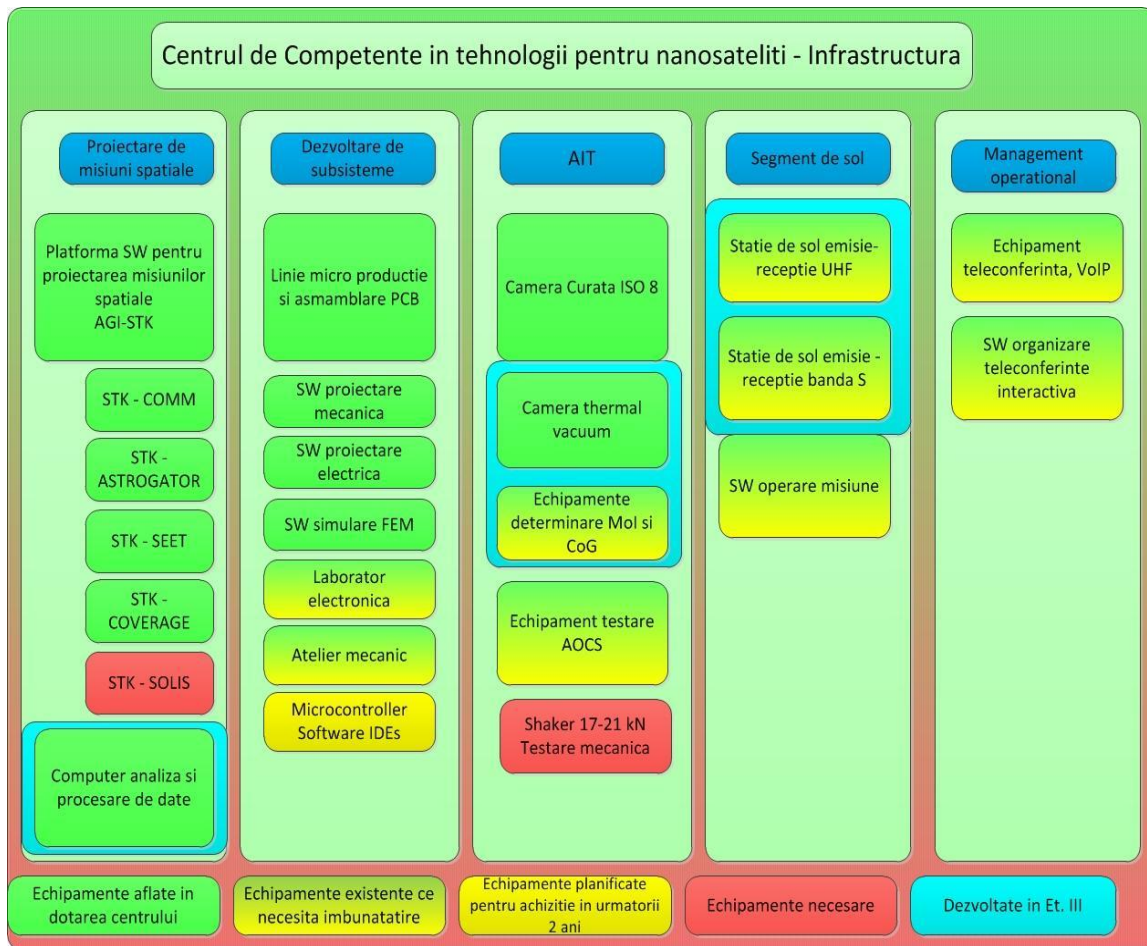 Centrul de Competente in tehnologii pentru nanosateliti - Infrastructura
Proiectare de
misiuni spatiale
Platforma SW pentru
proiectarea misiunilor
spatiale
AGI-STK
STK - COMM
STK -
ASTROGATOR
STK - SEET
STK -
COVERAGE
STK - SOLIS
Computer analiza si
procesare de date
Dezvoltare de
subsisteme
Linie micro productie
si asmamblare PCB
SW proiectare
mecanica
SW proiectare
electrica
SW simulare FEM
Laborator
electronica
Atelier mecanic
Microcontroller
Software IDEs
AIT
Camera Curata ISO 8
Camera thermal
vacuum
Echipamente
determinare MoI si
CoG
Echipament testare
AOCS
Shaker 17-21 kN
Testare mecanica
Segment de sol
Statie de sol emisie-
receptie UHF
Statie de sol emisie -
receptie banda S
SW operare misiune
Management
operational
Echipament
teleconferinta, VoIP
SW organizare
teleconferinte
interactiva
Echipamente aflate in
dotarea centrului
Echipamente existente ce
necesita imbunatatire
Echipamente planificate
pentru achizitie in urmatorii
2 ani
Echipamente necesare
Dezvoltate in Et. III